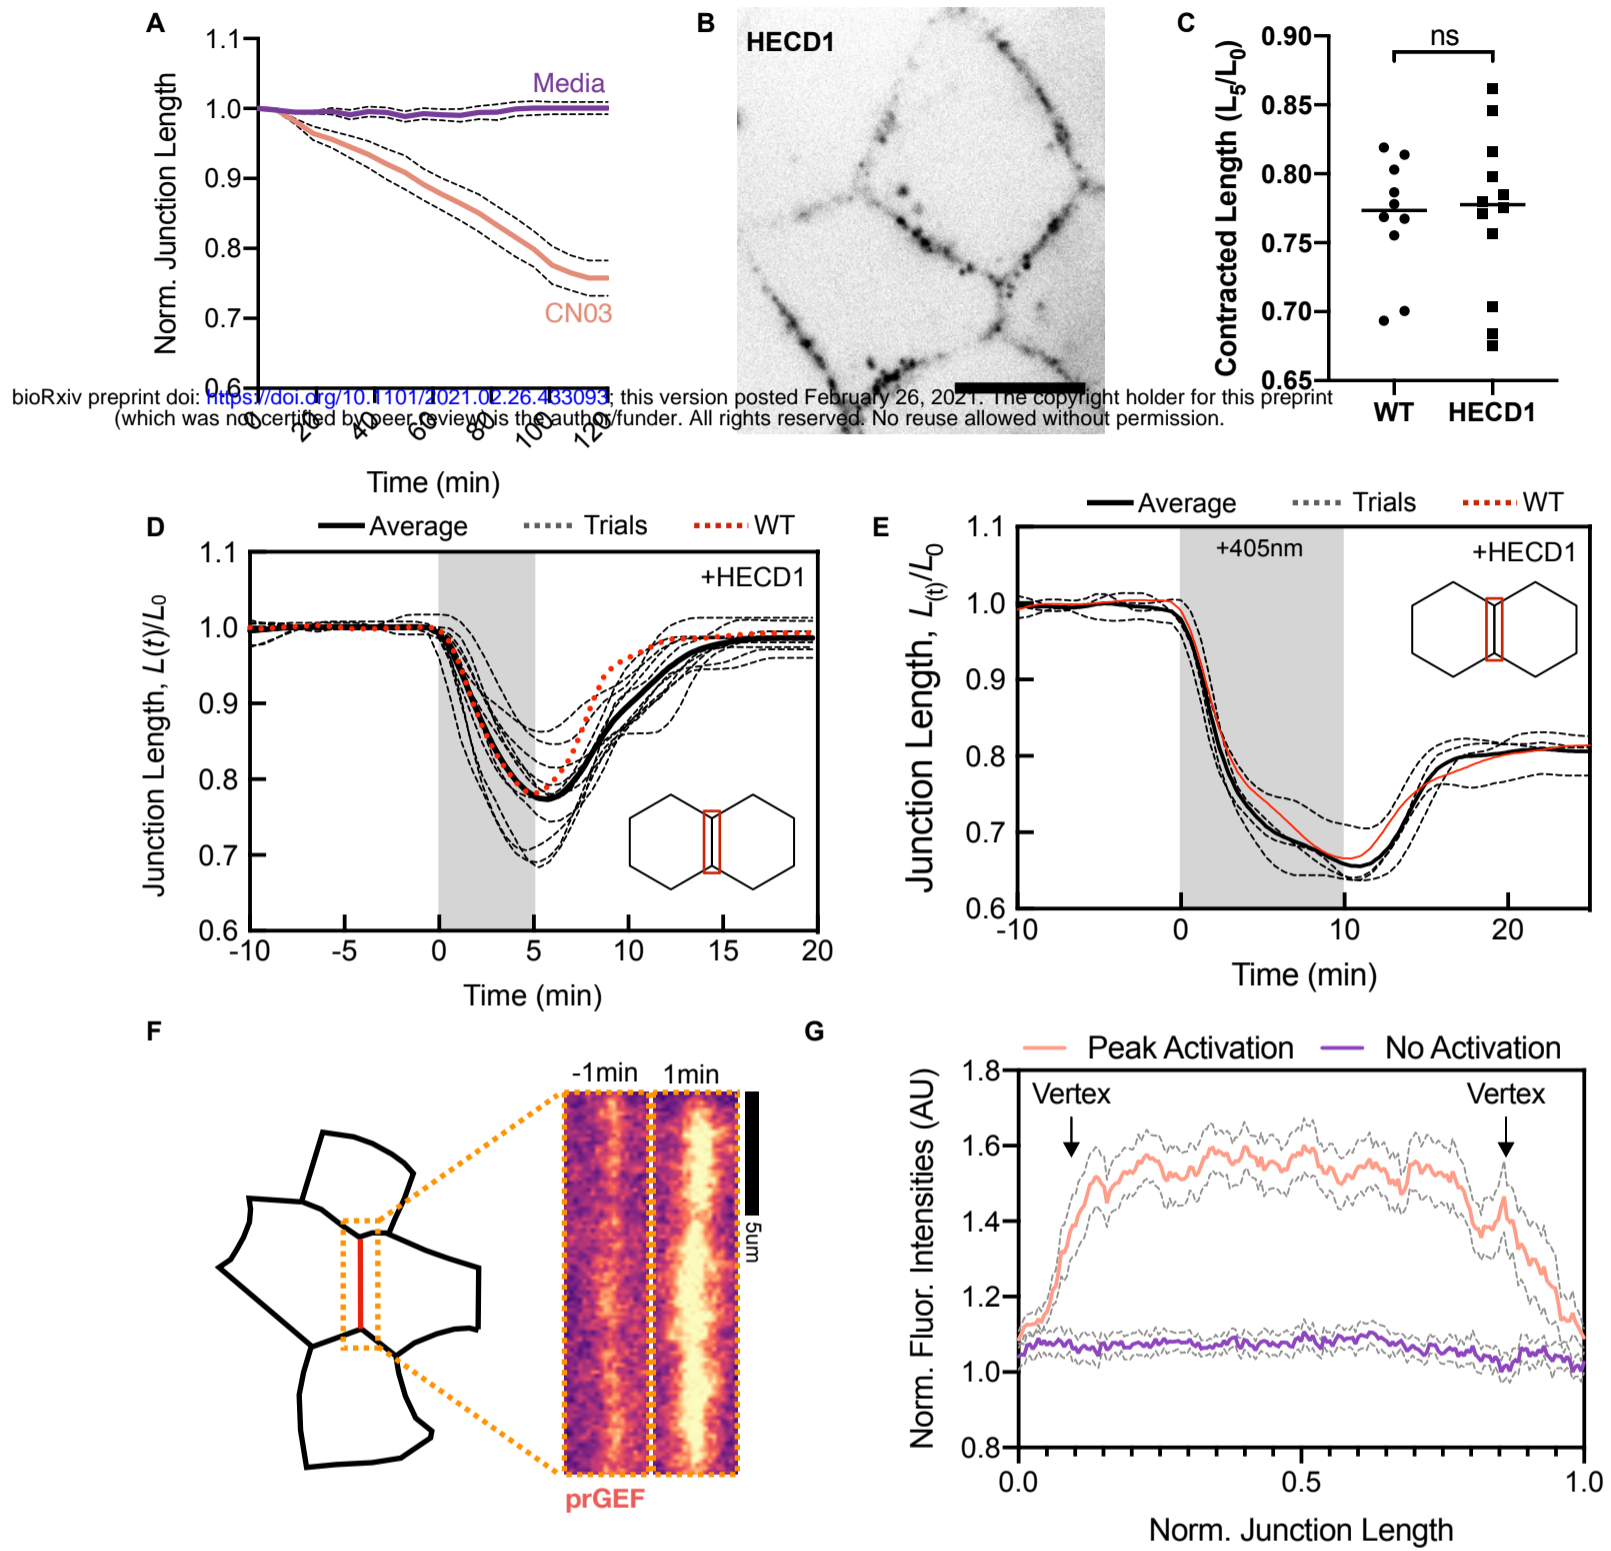 A
1.1
1.0
0.9
0.8
0.7
0.6
Norm. Junction Length
Media
CN03
0
20
40
60
80
100
120
Time (min)
B
HECD1
C
0.90
0.85
0.80
0.75
0.70
0.65
Contracted Length (L5/L0)
ns
WT
HECD1
bioRxiv preprint doi: https://doi.org/10.1101/2021.02.26.433093; this version posted February 26, 2021. The copyright holder for this preprint
(which was not certified by peer review) is the author/funder. All rights reserved. No reuse allowed without permission.
D
Average Trials WT
1.1
1.0
0.9
0.8
0.7
0.6
Junction Length, L(t)/L0
+HECD1
-10 -5 0 5 10 15 20
Time (min)
E
Average Trials WT
1.1
1.0
0.9
0.8
0.7
0.6
Junction Length, L(t)/L0
+405nm
+HECD1
-10 0 10 20
Time (min)
F
-1min 1min
5um
prGEF
G
Peak Activation No Activation
1.8
1.6
1.4
1.2
1.0
0.8
Norm. Fluor. Intensities (AU)
Vertex Vertex
0.0 0.5 1.0
Norm. Junction Length